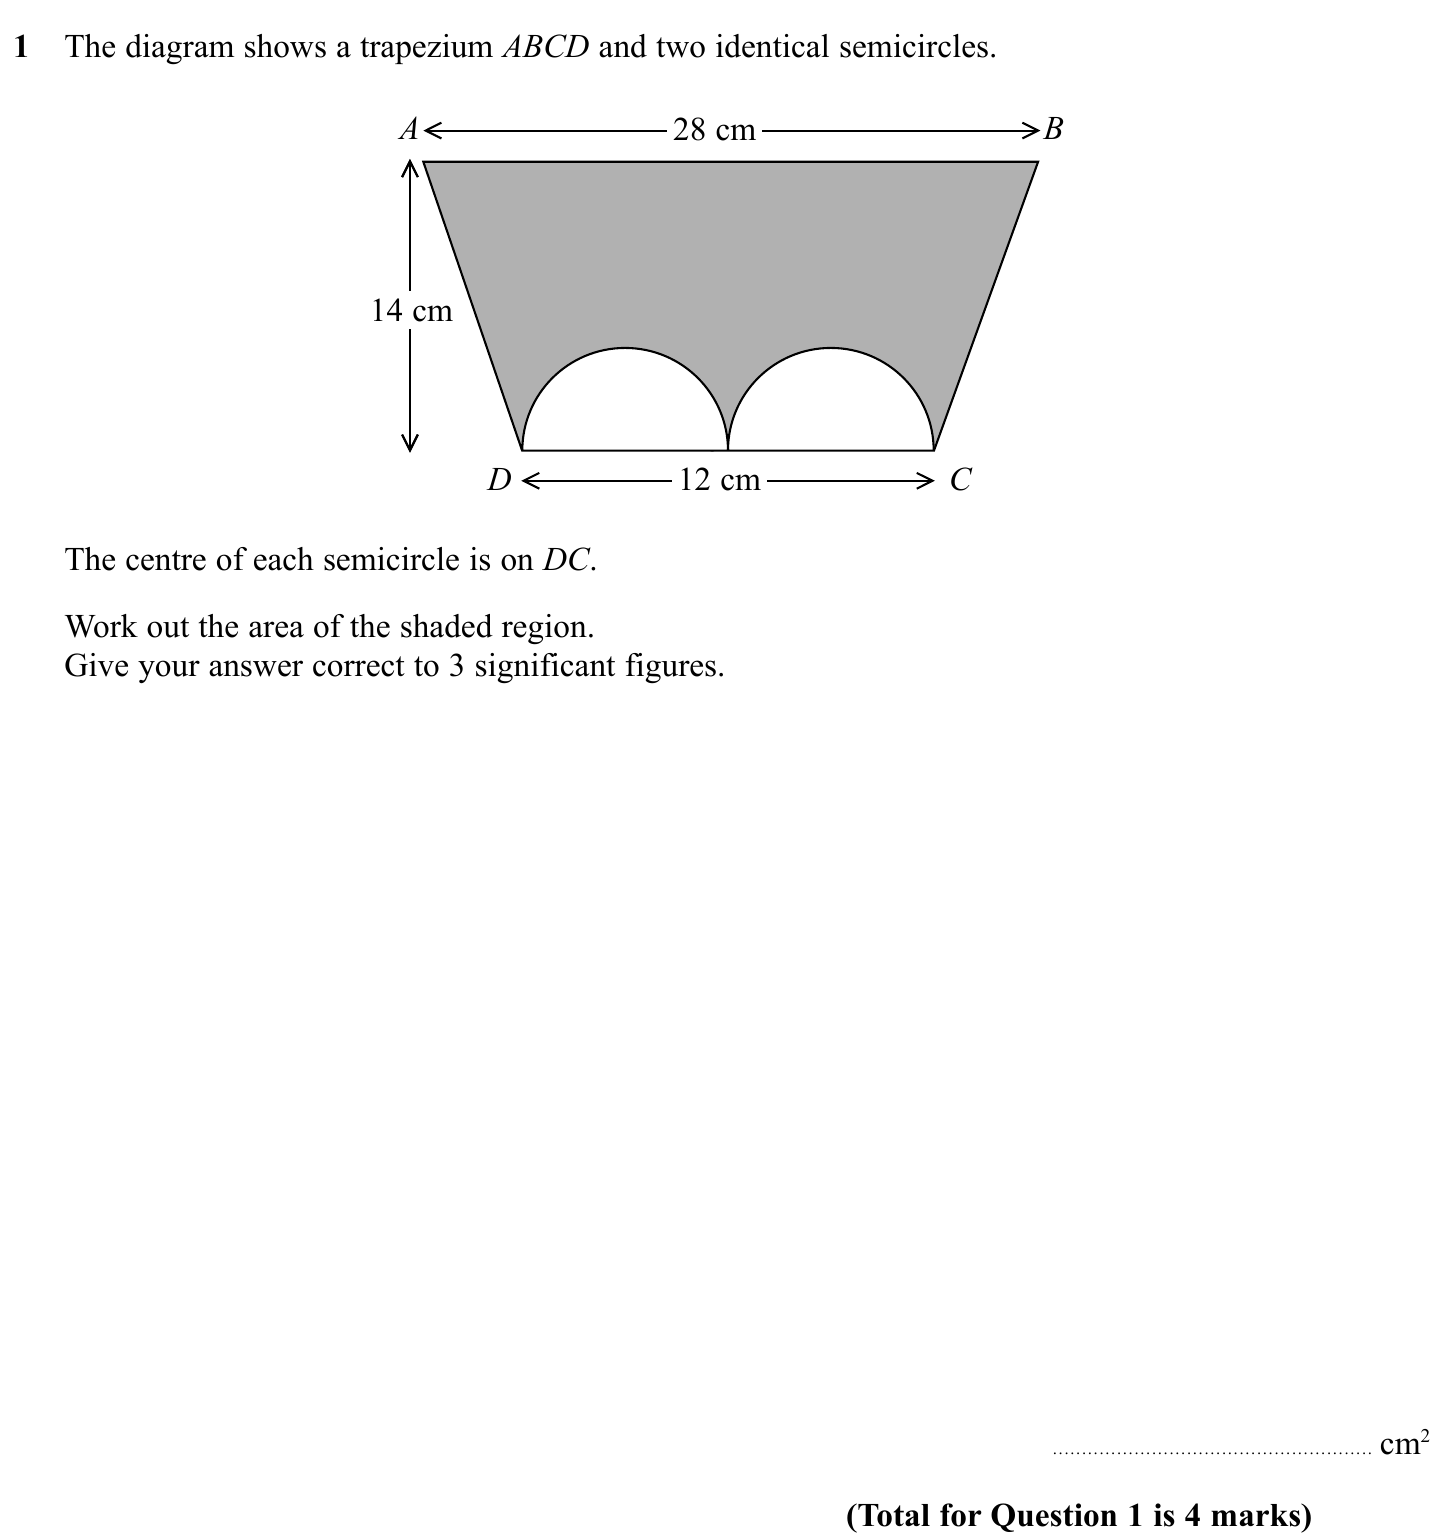 1 The diagram shows a trapezium ABCD and two identical semicircles.
A 28 cm B
14 cm
D 12 cm C
The centre of each semicircle is on DC.
Work out the area of the shaded region.
Give your answer correct to 3 significant figures.
...................................................... cm²
(Total for Question 1 is 4 marks)